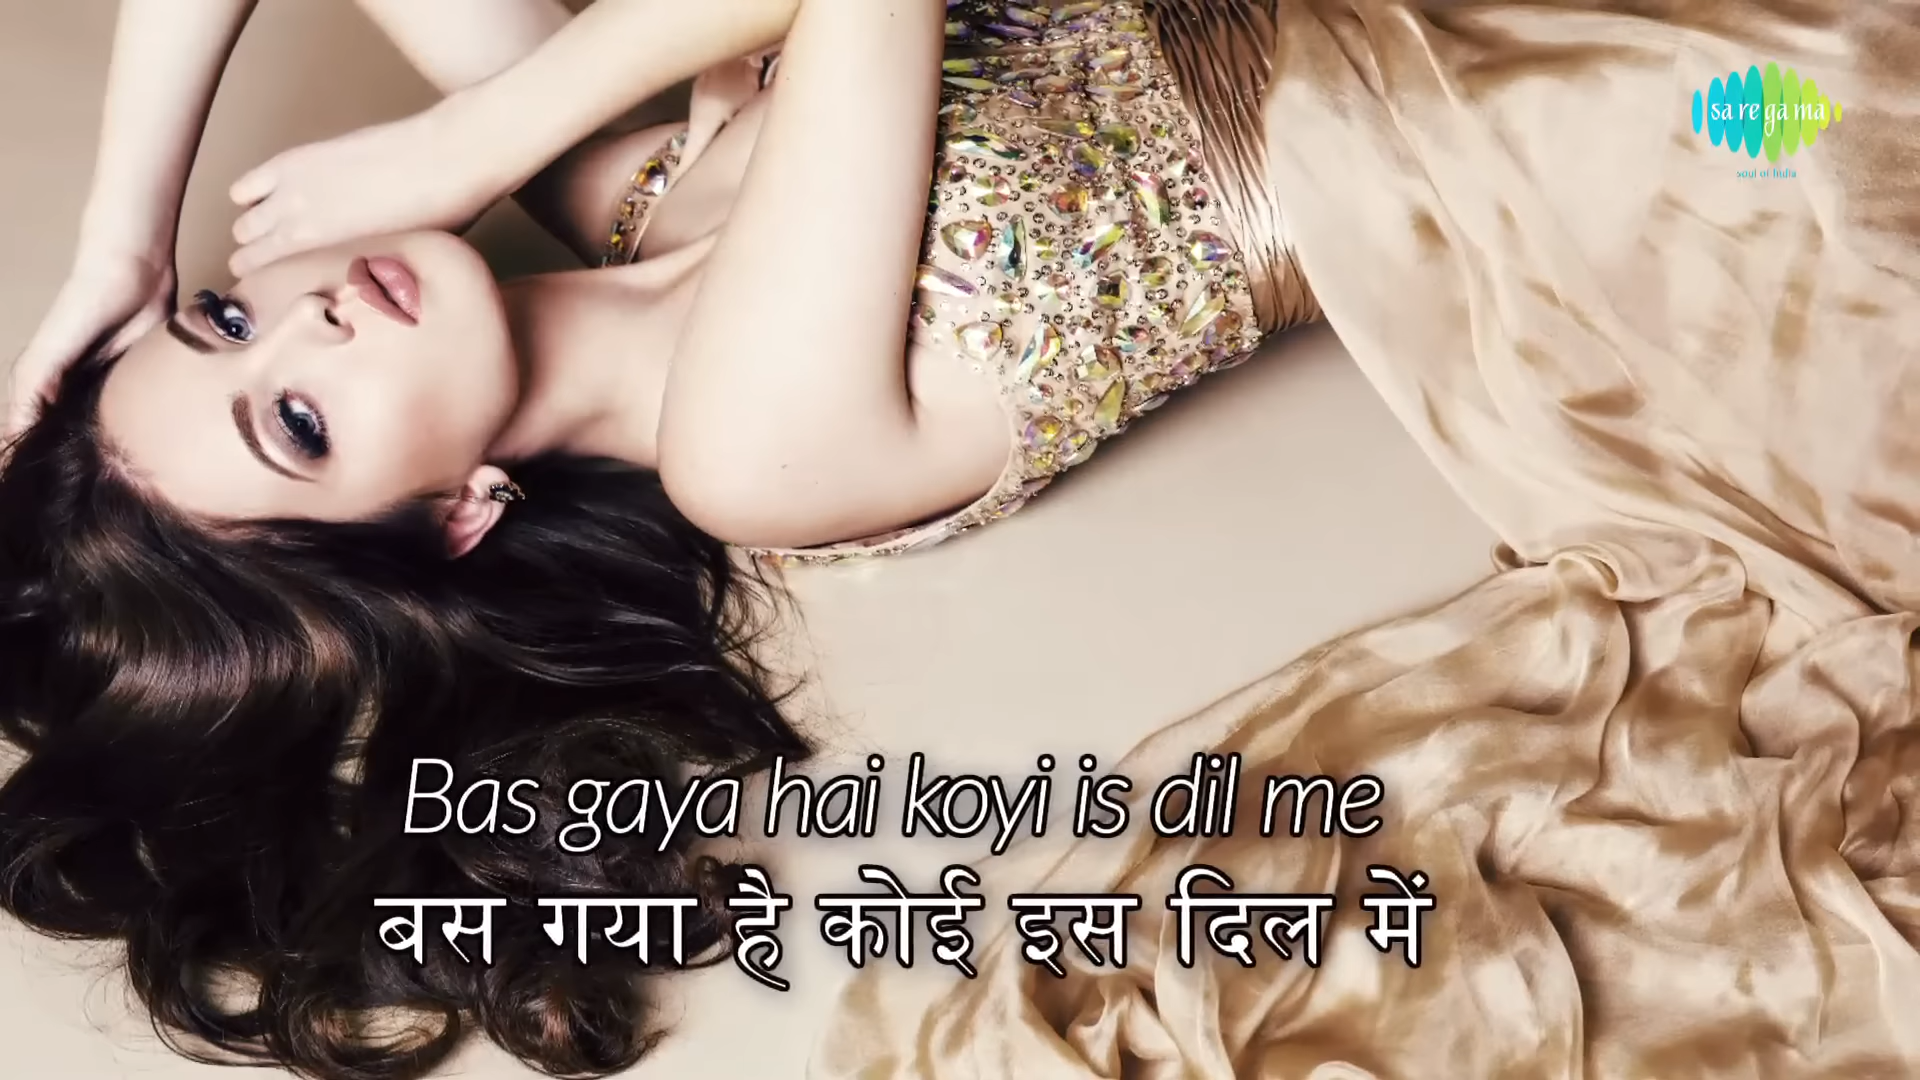 sa re ga ma
soul of India
Bas gaya hai koyi is dil me
बस गया है कोई इस दिल में